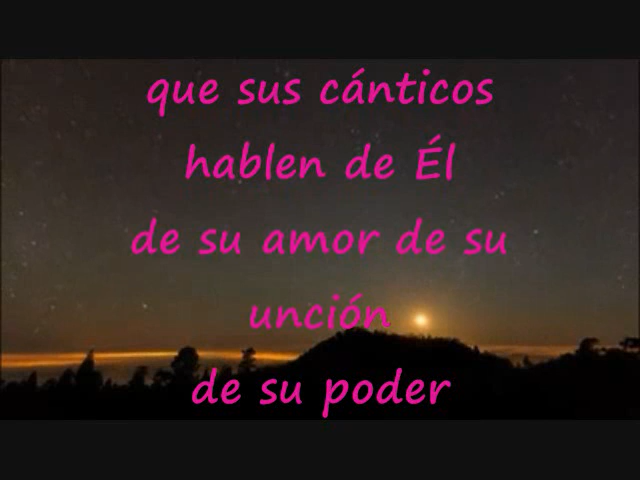 que sus cánticos
hablen de Él
de su amor de su
unción
de su poder